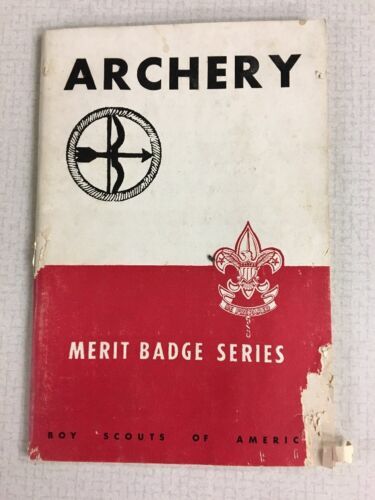 ARCHERY
MERIT BADGE SERIES
BOY SCOUTS OF AMERIC